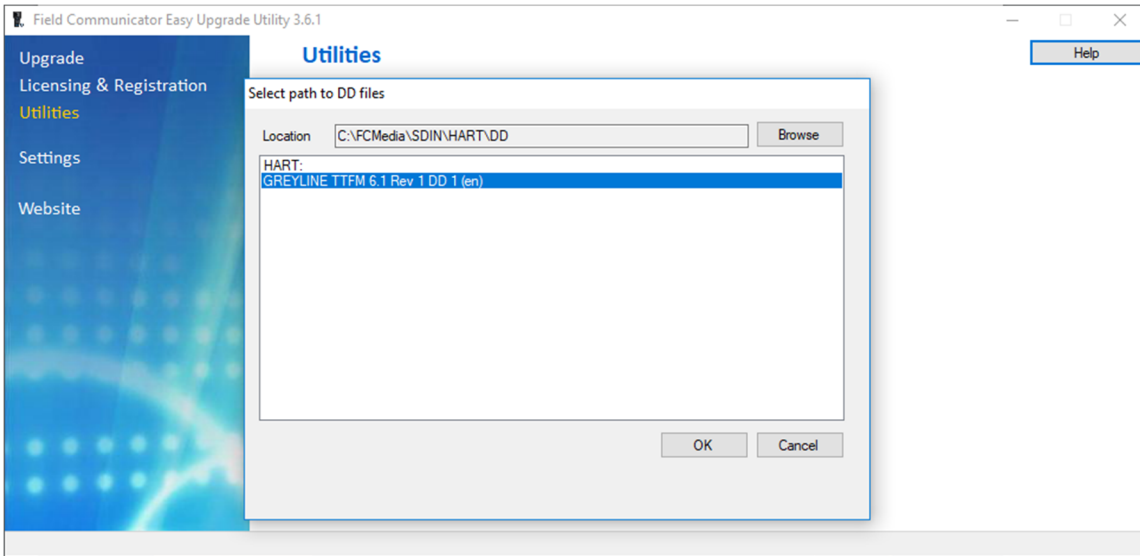 Field Communicator Easy Upgrade Utility 3.6.1
Upgrade
Licensing & Registration
Utilities
Settings
Website
Utilities
Help
Select path to DD files
Location C:\FCMedia\SDIN\HART\DD Browse
HART:
GREYLINE TTFM 6.1 Rev 1 DD 1 (en)
OK Cancel